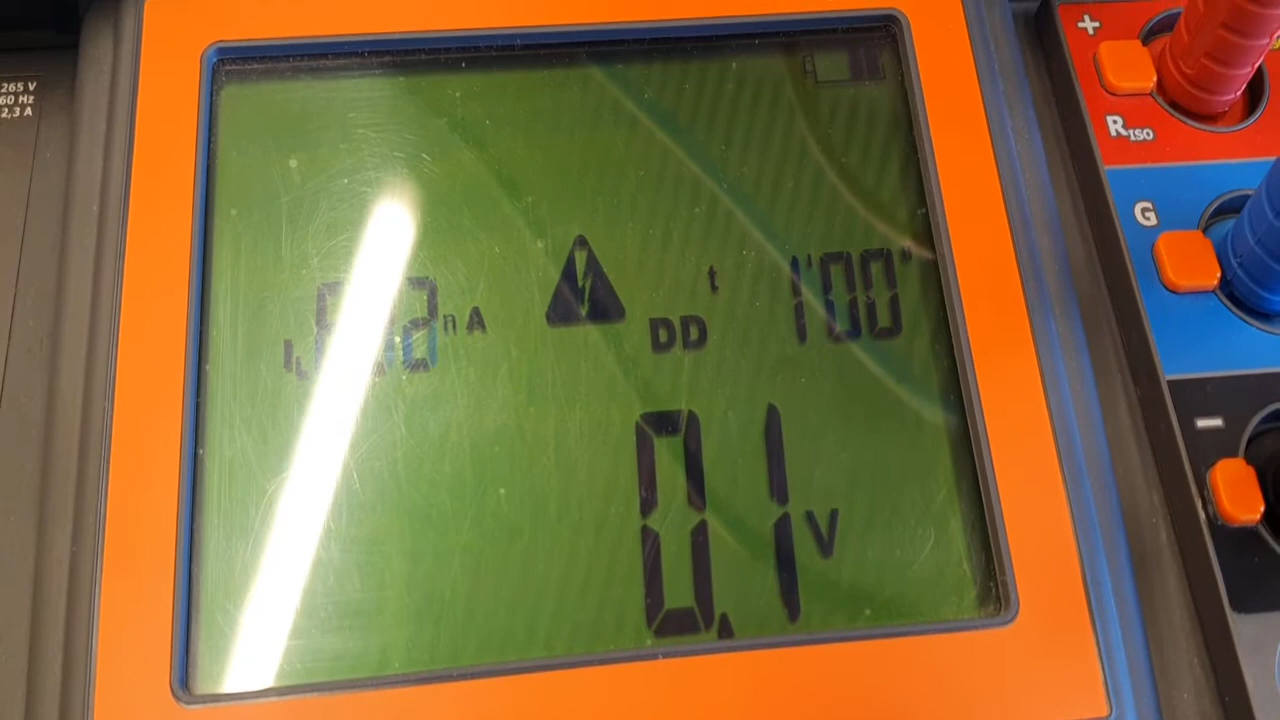 265 V
60 Hz
2,3 A
nA
DD
t
1'00"
0.1 V
+
RISO
G
−